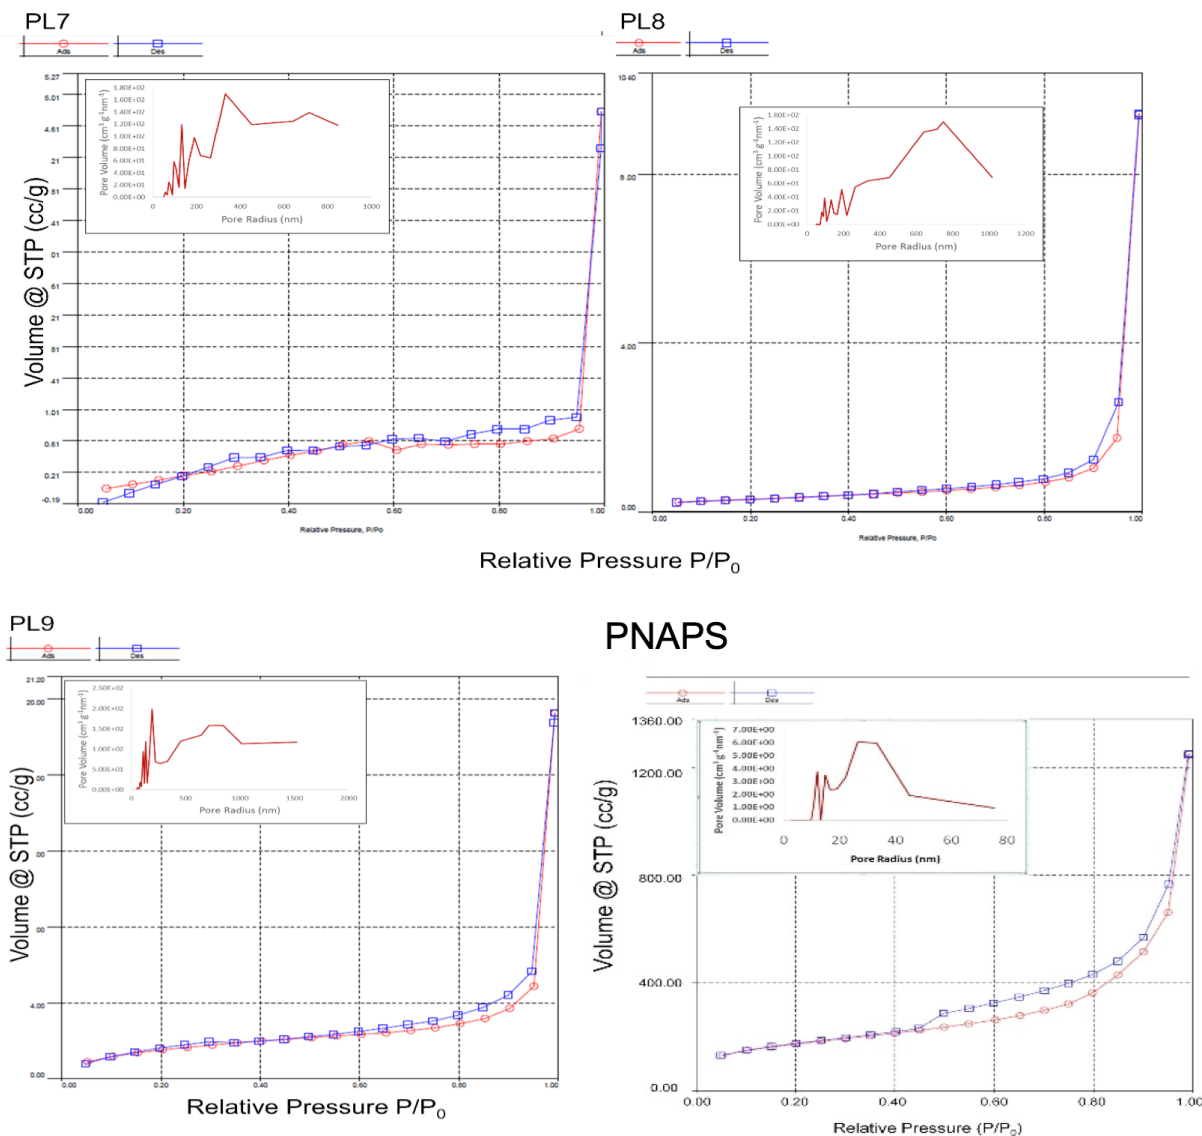 PL7
Ads Des
5.27
5.01
4.61
21
.81
41
.01
.61
21
.81
41
1.01
0.61
0.21
-0.19
0.00 0.20 0.40 0.60 0.80 1.00
Relative Pressure, P/Po
Volume @ STP (cc/g)
1.80E+02
1.60E+02
1.40E+02
1.20E+02
1.00E+02
8.00E+01
6.00E+01
4.00E+01
2.00E+01
0.00E+00
Pore Volume (cm³ g⁻¹nm⁻¹)
0 200 400 600 800 1000
Pore Radius (nm)
PL8
Ads Des
10.40
8.00
4.00
0.00
0.00 0.20 0.40 0.60 0.80 1.00
Relative Pressure, P/Po
1.60E+02
1.40E+02
1.20E+02
1.00E+02
8.00E+01
6.00E+01
4.00E+01
2.00E+01
0.00E+00
Pore Volume (cm³ g⁻¹nm⁻¹)
0 200 400 600 800 1000 1200
Pore Radius (nm)
Relative Pressure P/P₀
PL9
Ads Des
21.20
20.00
.00
.00
.00
4.00
0.00
0.00 0.20 0.40 0.60 0.80 1.00
Volume @ STP (cc/g)
Relative Pressure P/P₀
2.50E+02
2.00E+02
1.50E+02
1.00E+02
5.00E+01
0.00E+00
Pore Volume (cm³ g⁻¹nm⁻¹)
0 500 1000 1500 2000
Pore Radius (nm)
PNAPS
Ads Des
1360.00
1200.00
800.00
400.00
0.00
0.20 0.40 0.60 0.80 1.00
Volume @ STP (cc/g)
Relative Pressure (P/P₀)
7.00E+00
6.00E+00
5.00E+00
4.00E+00
3.00E+00
2.00E+00
1.00E+00
0.00E+00
Pore Volume (cm³ g⁻¹nm⁻¹)
0 20 40 60 80
Pore Radius (nm)